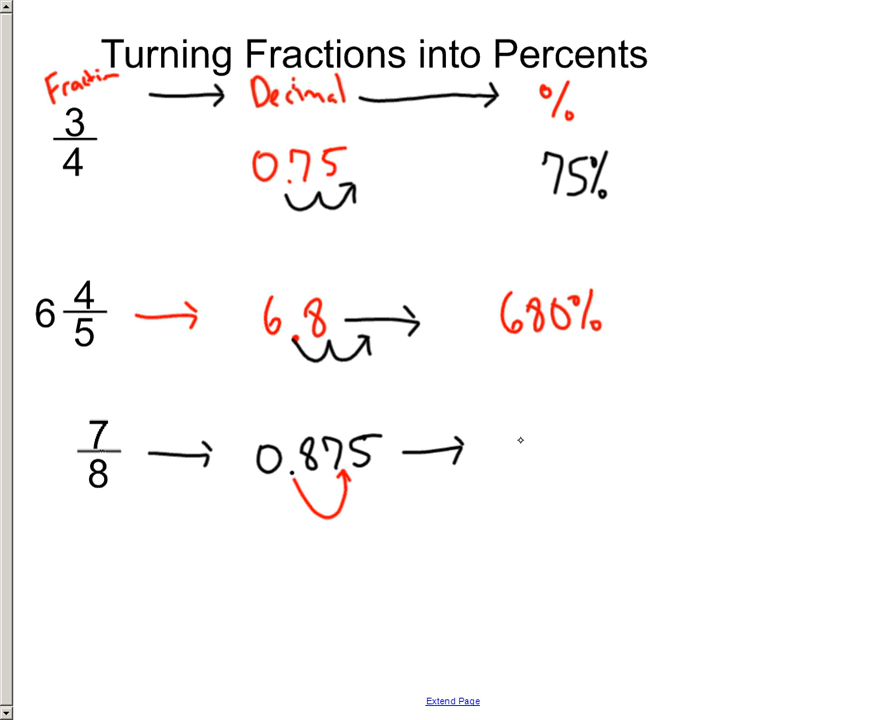 Turning Fractions into Percents
Fraction → Decimal → %
3/4 0.75 75%
6 4/5 → 6.8 → 680%
7/8 → 0.875 →
Extend Page